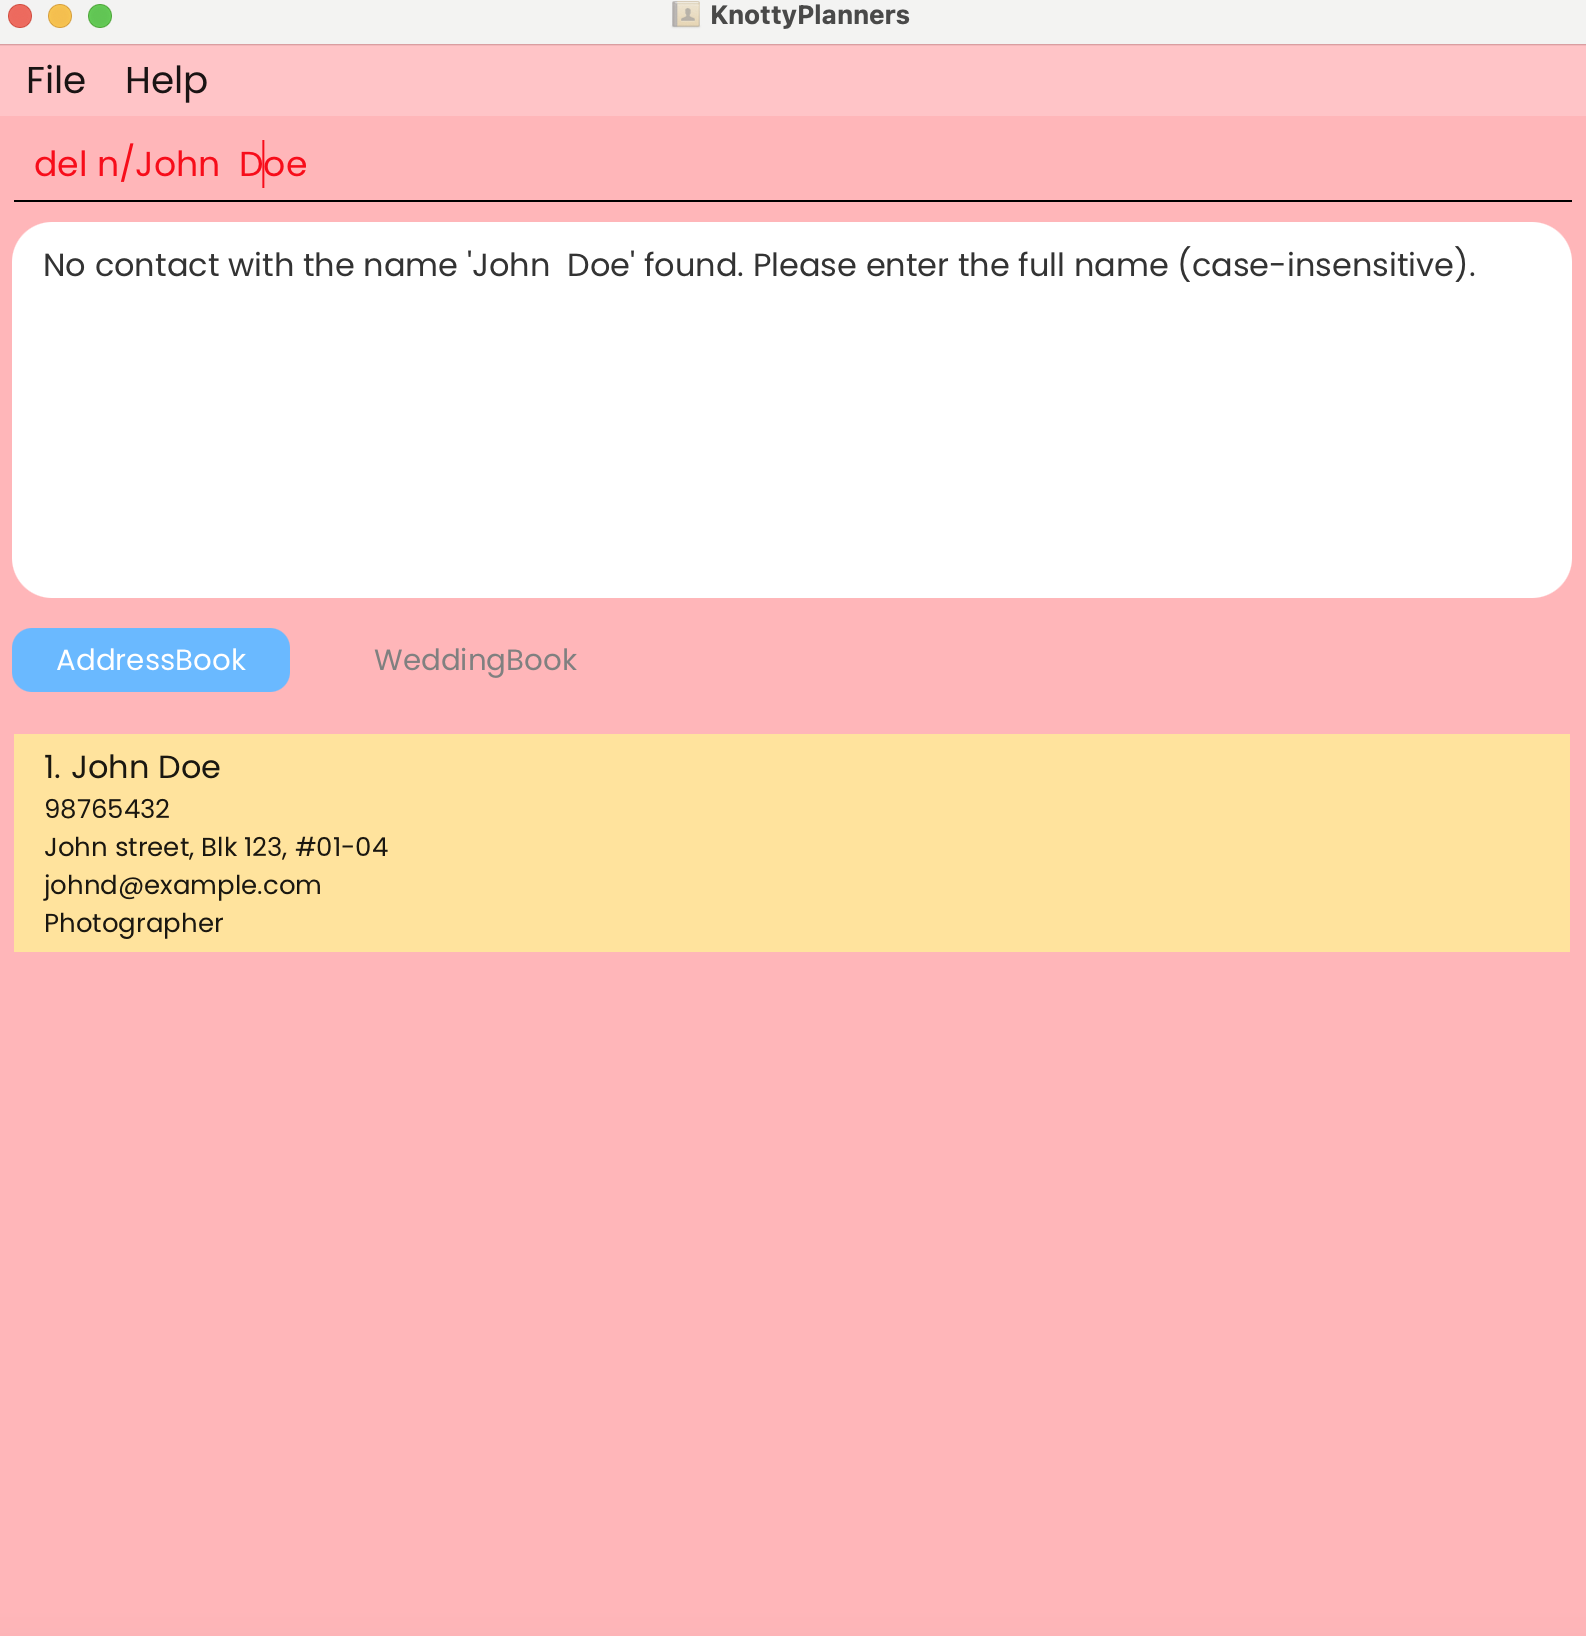 KnottyPlanners
File Help
del n/John  Doe
No contact with the name 'John  Doe' found. Please enter the full name (case-insensitive).
AddressBook WeddingBook
1. John Doe
98765432
John street, Blk 123, #01-04
johnd@example.com
Photographer